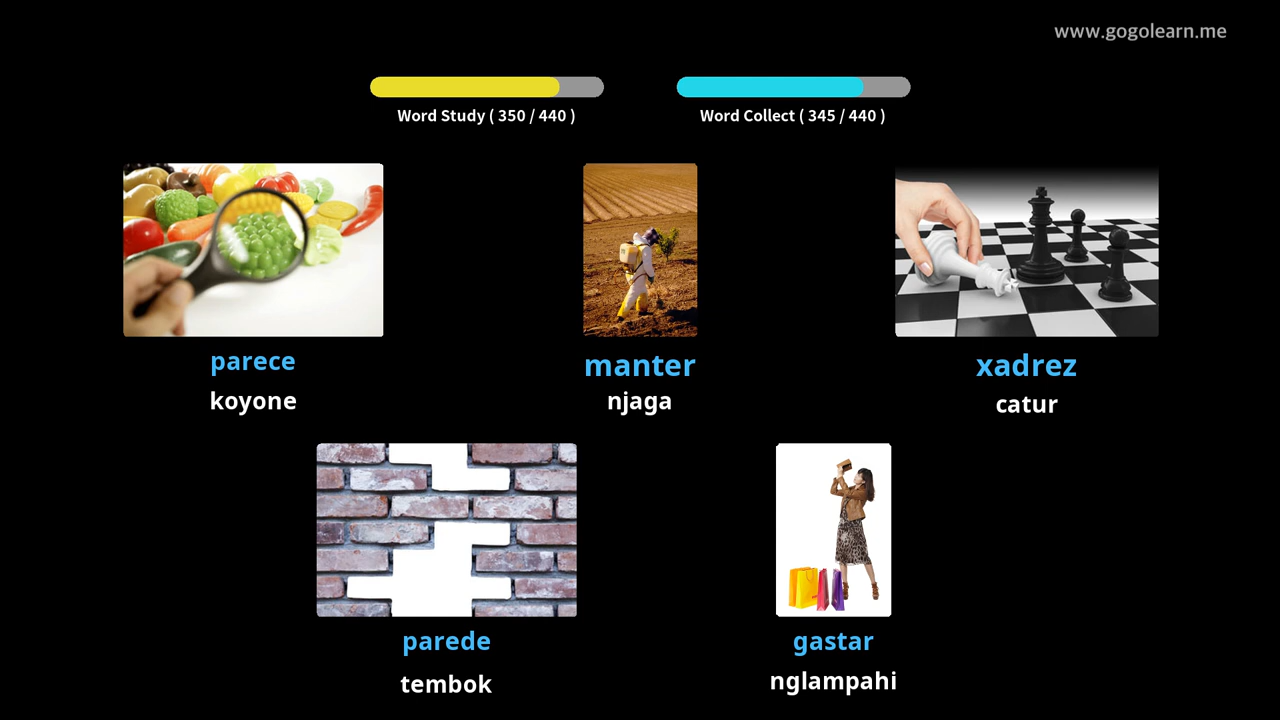 www.gogolearn.me
Word Study ( 350 / 440 )
Word Collect ( 345 / 440 )
parece
koyone
manter
njaga
xadrez
catur
parede
tembok
gastar
nglampahi